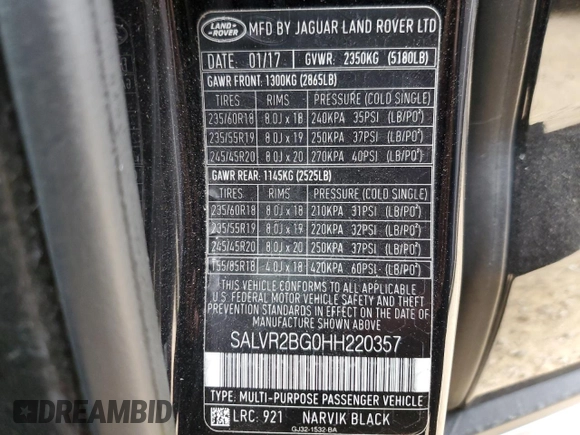 LAND-
ROVER
MFD BY JAGUAR LAND ROVER LTD
DATE: 01/17 GVWR: 2350KG (5180LB)
GAWR FRONT: 1300KG (2865LB)
TIRES RIMS PRESSURE (COLD SINGLE)
235/60R18 8.0J x 18 240KPA 35PSI (LB/PO²)
235/55R19 8.0J x 19 250KPA 37PSI (LB/PO²)
245/45R20 8.0J x 20 270KPA 40PSI (LB/PO²)
GAWR REAR: 1145KG (2525LB)
TIRES RIMS PRESSURE (COLD SINGLE)
235/60R18 8.0J x 18 210KPA 31PSI (LB/PO²)
235/55R19 8.0J x 19 220KPA 32PSI (LB/PO²)
245/45R20 8.0J x 20 250KPA 37PSI (LB/PO²)
T55/85R18 4.0J x 18 420KPA 60PSI (LB/PO²)
THIS VEHICLE CONFORMS TO ALL APPLICABLE
U.S. FEDERAL MOTOR VEHICLE SAFETY AND THEFT
PREVENTION STANDARDS IN EFFECT ON THE DATE
OF MANUFACTURE SHOWN ABOVE
SALVR2BG0HH220357
TYPE: MULTI-PURPOSE PASSENGER VEHICLE
LRC: 921 NARVIK BLACK
GJ32-1532-BA
DREAMBID.COM